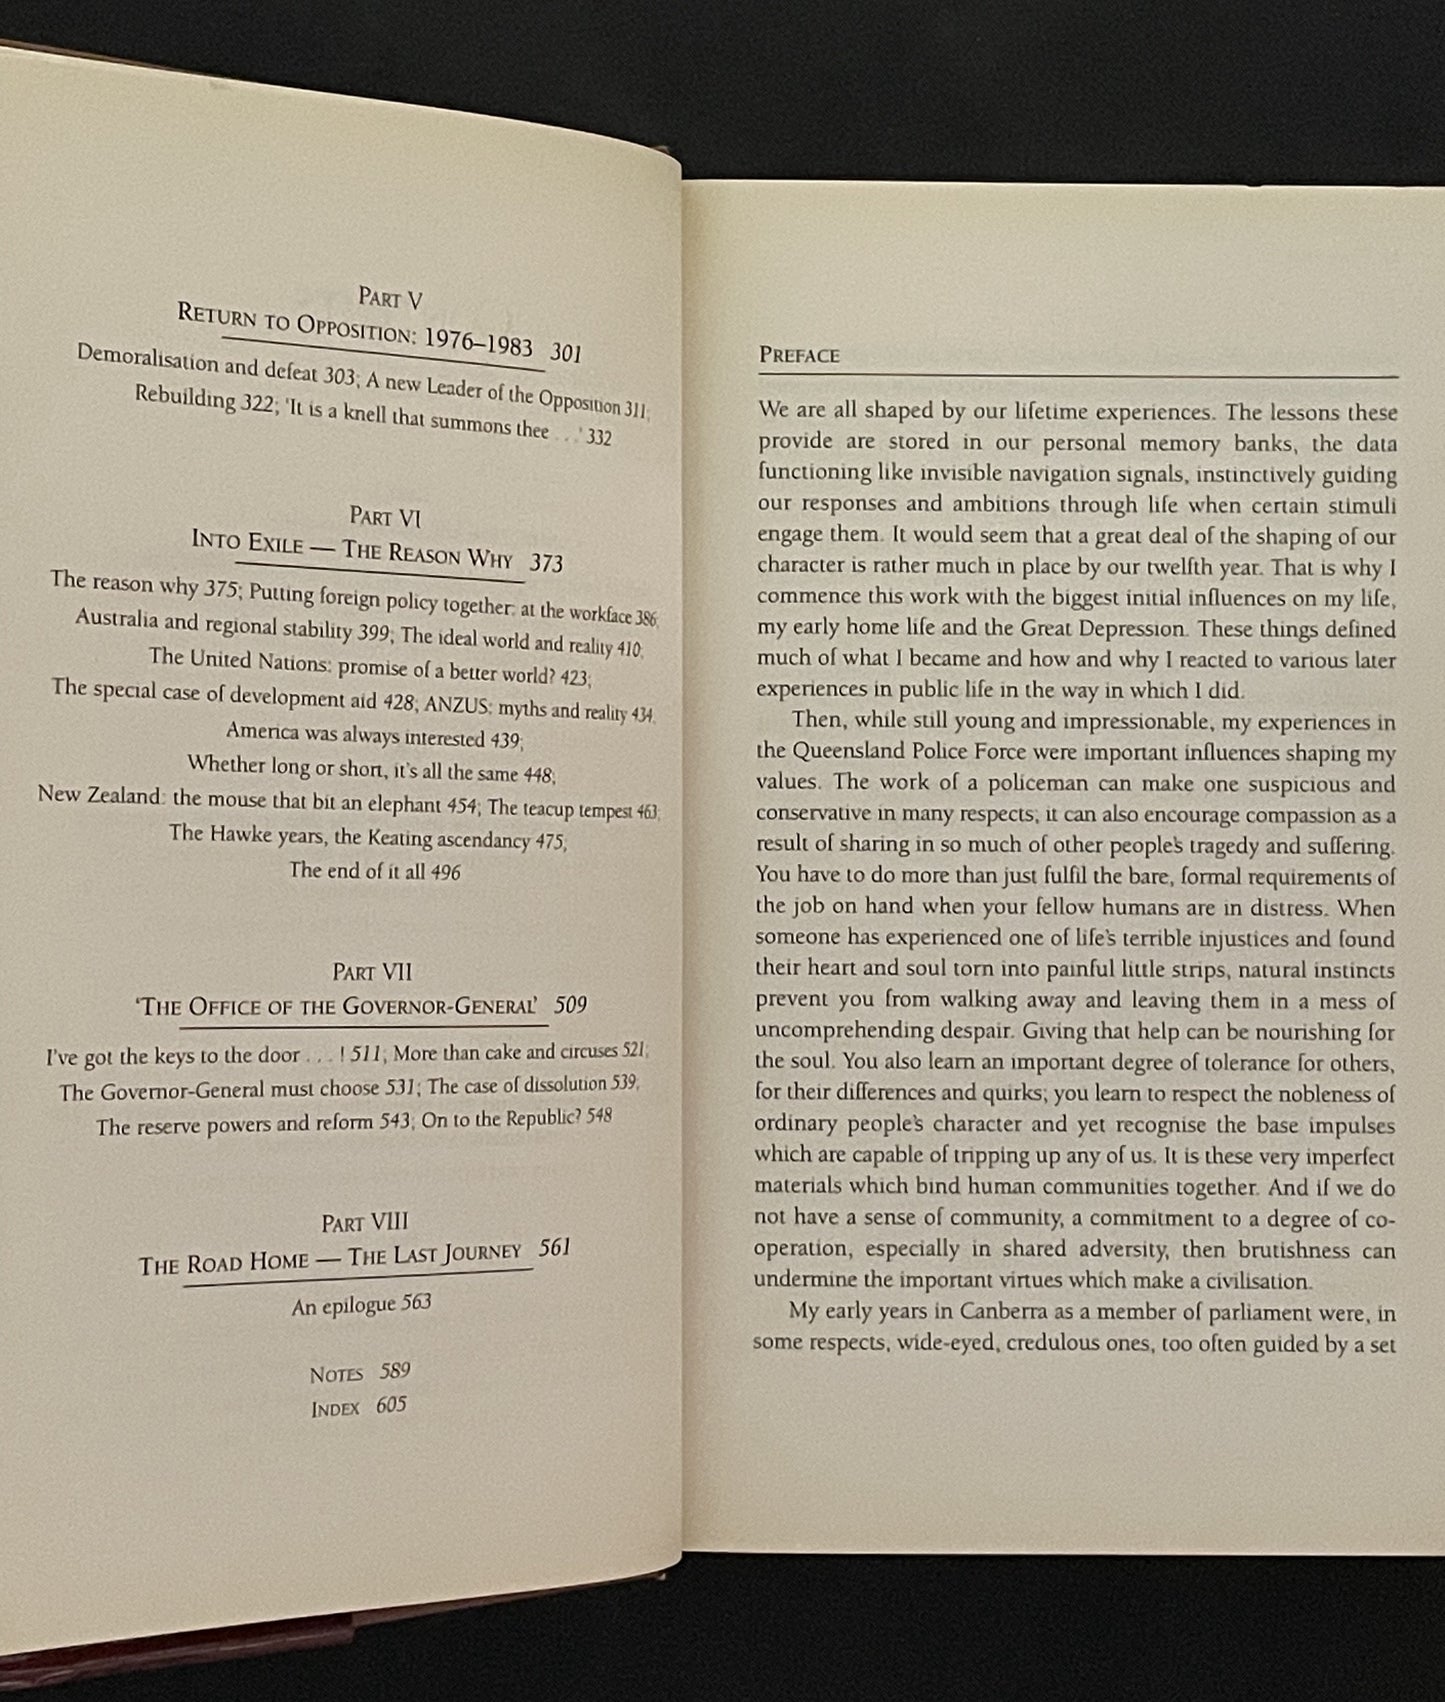 PART V
RETURN TO OPPOSITION: 1976–1983 301
Demoralisation and defeat 303; A new Leader of the Opposition 311;
Rebuilding 322; 'It is a knell that summons thee . . .' 332
PART VI
INTO EXILE — THE REASON WHY 373
The reason why 375; Putting foreign policy together: at the workface 386;
Australia and regional stability 399; The ideal world and reality 410;
The United Nations: promise of a better world? 423;
The special case of development aid 428; ANZUS: myths and reality 434;
America was always interested 439;
Whether long or short, it's all the same 448;
New Zealand: the mouse that bit an elephant 454; The teacup tempest 463;
The Hawke years, the Keating ascendancy 475;
The end of it all 496
PART VII
'THE OFFICE OF THE GOVERNOR-GENERAL' 509
I've got the keys to the door . . . ! 511; More than cake and circuses 521;
The Governor-General must choose 531; The case of dissolution 539;
The reserve powers and reform 543; On to the Republic? 548
PART VIII
THE ROAD HOME — THE LAST JOURNEY 561
An epilogue 563
NOTES 589
INDEX 605
PREFACE
We are all shaped by our lifetime experiences. The lessons these
provide are stored in our personal memory banks, the data
functioning like invisible navigation signals, instinctively guiding
our responses and ambitions through life when certain stimuli
engage them. It would seem that a great deal of the shaping of our
character is rather much in place by our twelfth year. That is why I
commence this work with the biggest initial influences on my life,
my early home life and the Great Depression. These things defined
much of what I became and how and why I reacted to various later
experiences in public life in the way in which I did.
Then, while still young and impressionable, my experiences in
the Queensland Police Force were important influences shaping my
values. The work of a policeman can make one suspicious and
conservative in many respects; it can also encourage compassion as a
result of sharing in so much of other people's tragedy and suffering.
You have to do more than just fulfil the bare, formal requirements of
the job on hand when your fellow humans are in distress. When
someone has experienced one of life's terrible injustices and found
their heart and soul torn into painful little strips, natural instincts
prevent you from walking away and leaving them in a mess of
uncomprehending despair. Giving that help can be nourishing for
the soul. You also learn an important degree of tolerance for others,
for their differences and quirks; you learn to respect the nobleness of
ordinary people's character and yet recognise the base impulses
which are capable of tripping up any of us. It is these very imperfect
materials which bind human communities together. And if we do
not have a sense of community, a commitment to a degree of co-
operation, especially in shared adversity, then brutishness can
undermine the important virtues which make a civilisation.
My early years in Canberra as a member of parliament were, in
some respects, wide-eyed, credulous ones, too often guided by a set